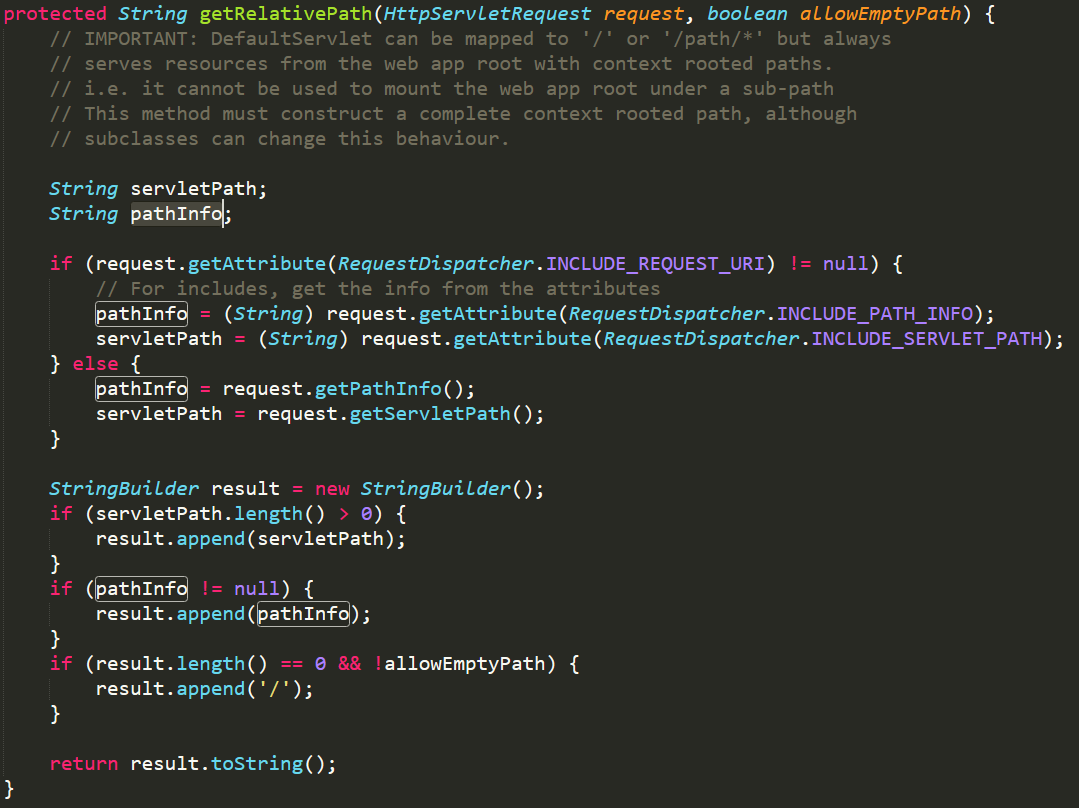 protected String getRelativePath(HttpServletRequest request, boolean allowEmptyPath) {
// IMPORTANT: DefaultServlet can be mapped to '/' or '/path/*' but always
// serves resources from the web app root with context rooted paths.
// i.e. it cannot be used to mount the web app root under a sub-path
// This method must construct a complete context rooted path, although
// subclasses can change this behaviour.
String servletPath;
String pathInfo;
if (request.getAttribute(RequestDispatcher.INCLUDE_REQUEST_URI) != null) {
// For includes, get the info from the attributes
pathInfo = (String) request.getAttribute(RequestDispatcher.INCLUDE_PATH_INFO);
servletPath = (String) request.getAttribute(RequestDispatcher.INCLUDE_SERVLET_PATH);
} else {
pathInfo = request.getPathInfo();
servletPath = request.getServletPath();
}
StringBuilder result = new StringBuilder();
if (servletPath.length() > 0) {
result.append(servletPath);
}
if (pathInfo != null) {
result.append(pathInfo);
}
if (result.length() == 0 && !allowEmptyPath) {
result.append('/');
}
return result.toString();
}